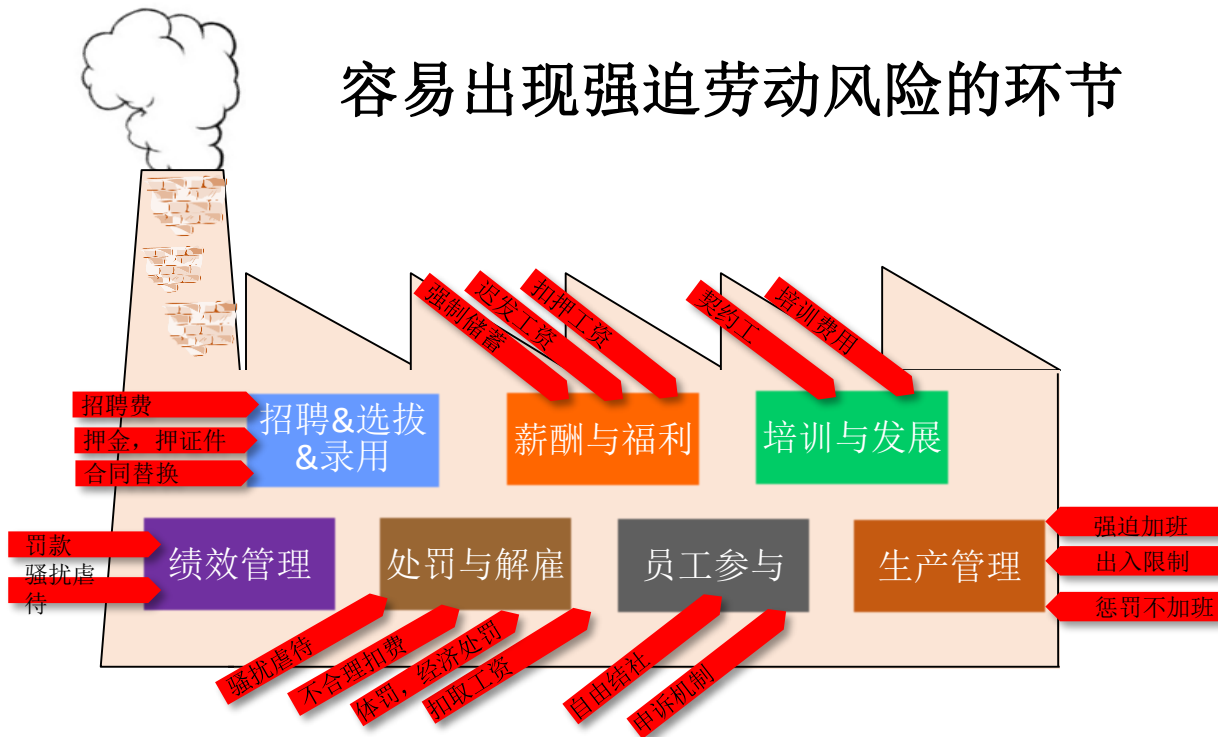 容易出现强迫劳动风险的环节
强制储蓄
迟发工资
扣押工资
契约工
培训费用
招聘费
押金，押证件
合同替换
招聘&选拔
&录用
薪酬与福利
培训与发展
罚款
骚扰虐
待
绩效管理
处罚与解雇
员工参与
生产管理
强迫加班
出入限制
惩罚不加班
骚扰虐待
不合理扣费
体罚，经济处罚
扣取工资
自由结社
申诉机制